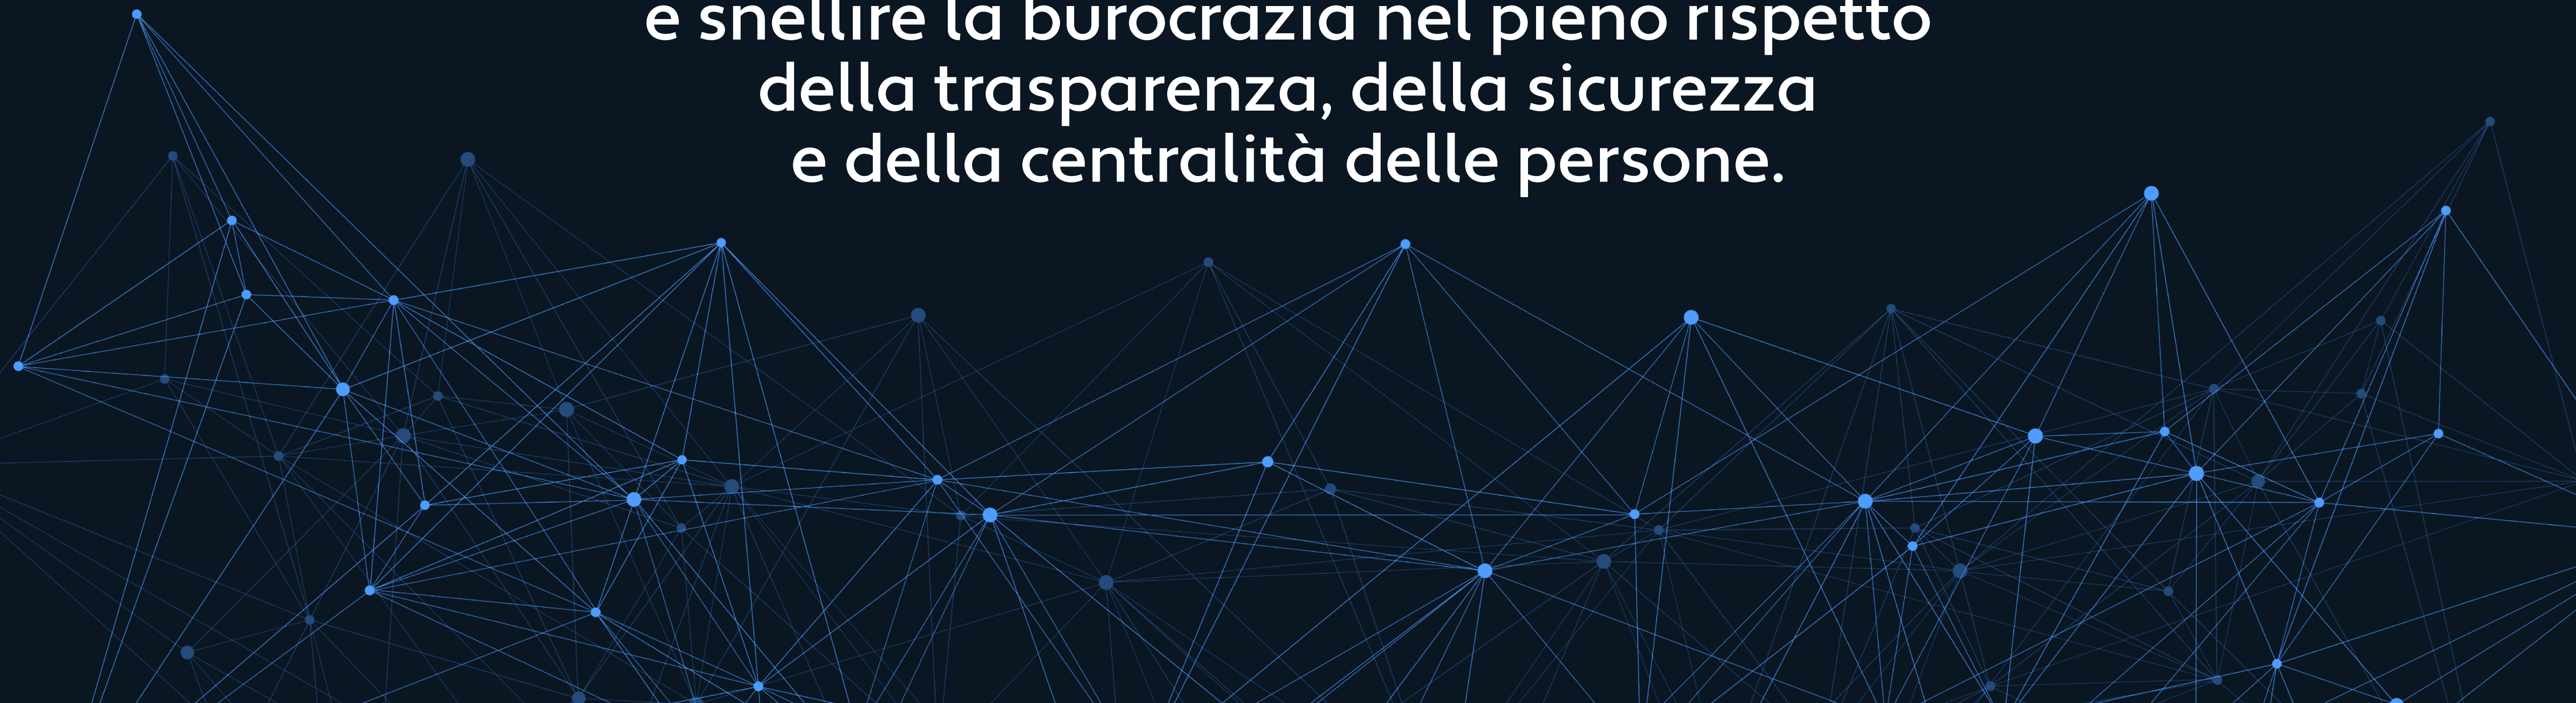 e snellire la burocrazia nel pieno rispetto
della trasparenza, della sicurezza
e della centralità delle persone.